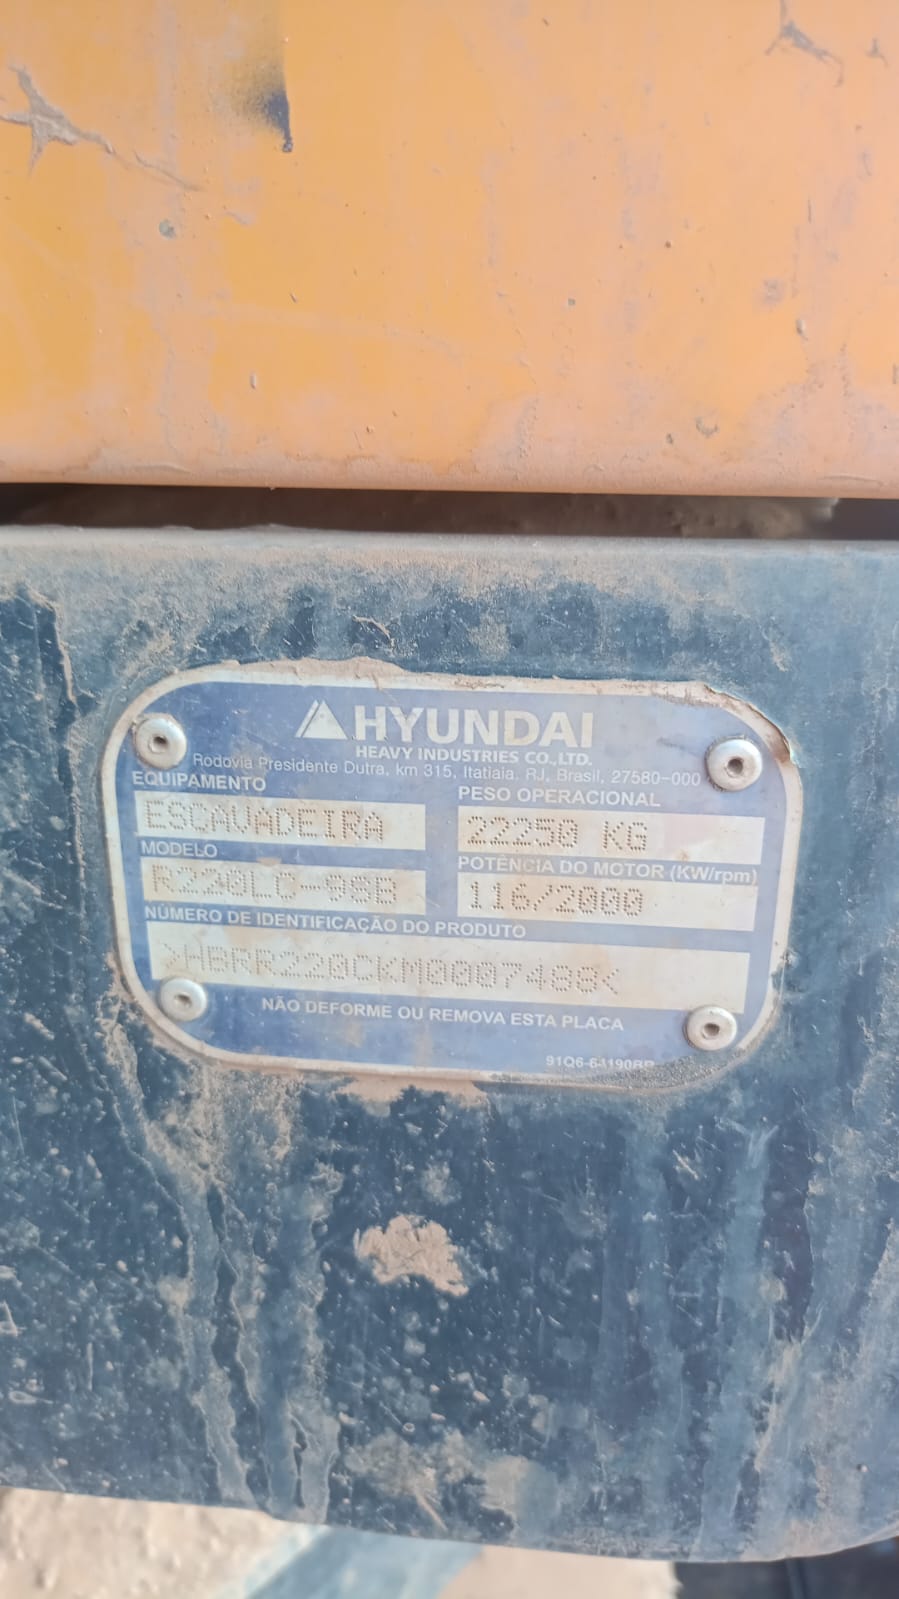 HYUNDAI
HEAVY INDUSTRIES CO.,LTD.
Rodovia Presidente Dutra, km 315, Itatiaia, RJ, Brasil, 27580-000
EQUIPAMENTO
ESCAVADEIRA
PESO OPERACIONAL
22250 KG
MODELO
R220LC-9SB
POTÊNCIA DO MOTOR (KW/rpm)
116/2000
NÚMERO DE IDENTIFICAÇÃO DO PRODUTO
>HBRR220CKM0007488<
NÃO DEFORME OU REMOVA ESTA PLACA